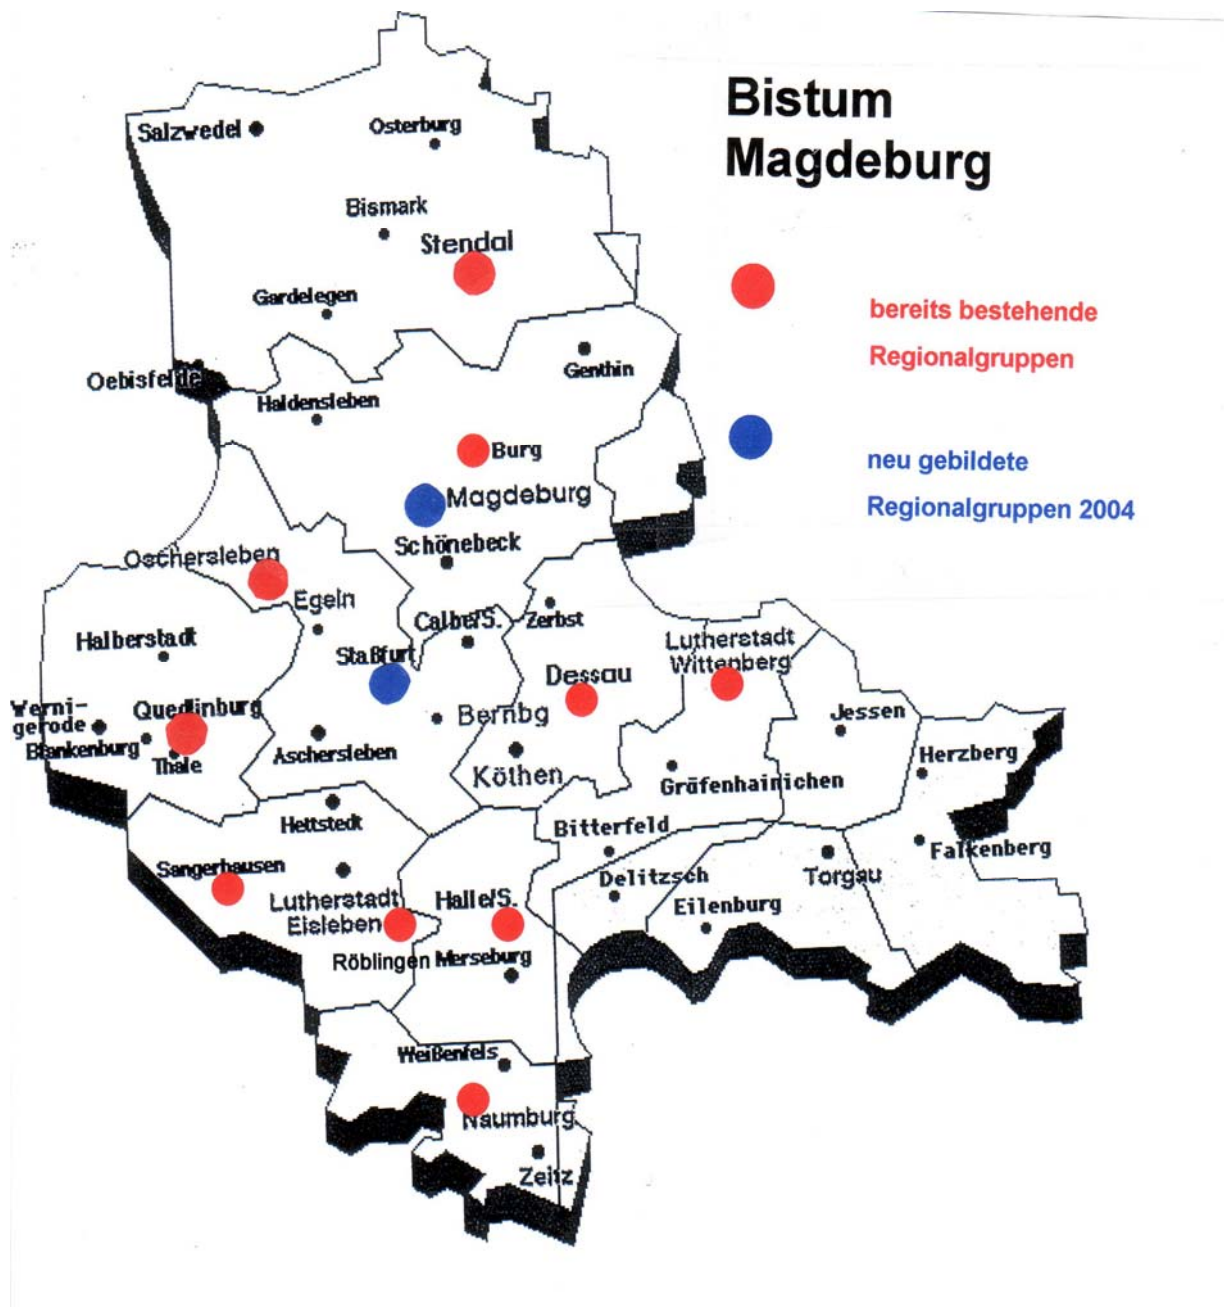 Bistum
Magdeburg
Salzwedel
Osterburg
Bismark
Stendal
Gardelegen
bereits bestehende
Regionalgruppen
Oebisfelde
Genthin
Haldensleben
Burg
neu gebildete
Magdeburg
Regionalgruppen 2004
Schönebeck
Oschersleben
Egeln
Calbe/S.
Zerbst
Halberstadt
Staßfurt
Lutherstadt
Wittenberg
Dessau
Werni-
gerode
Quedlinburg
Bernbg
Jessen
Blankenburg
Thale
Aschersleben
Köthen
Gräfenhainichen
Herzberg
Hettstedt
Bitterfeld
Falkenberg
Sangerhausen
Delitzsch
Torgau
Lutherstadt
Eisleben
Halle/S.
Eilenburg
Röblingen
Merseburg
Weißenfels
Naumburg
Zeitz